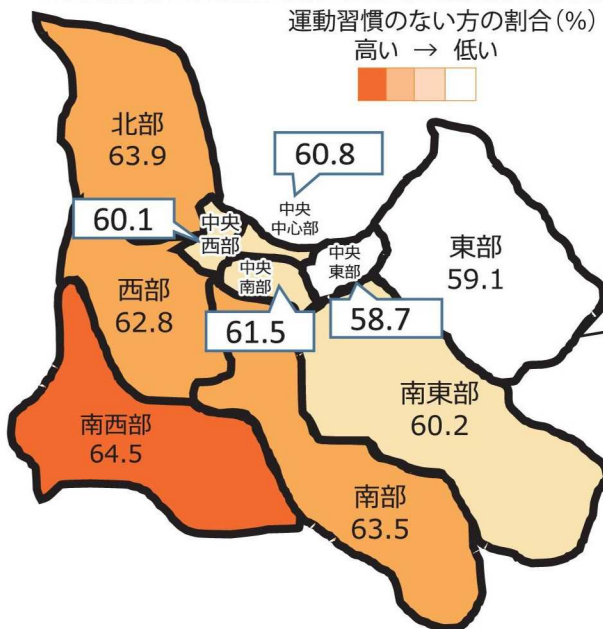 運動習慣のない方の割合(%)
高い → 低い
北部
63.9
60.8
中央
中心部
60.1
中央
西部
中央
東部
東部
59.1
中央
南部
西部
62.8
61.5
58.7
南東部
60.2
南西部
64.5
南部
63.5